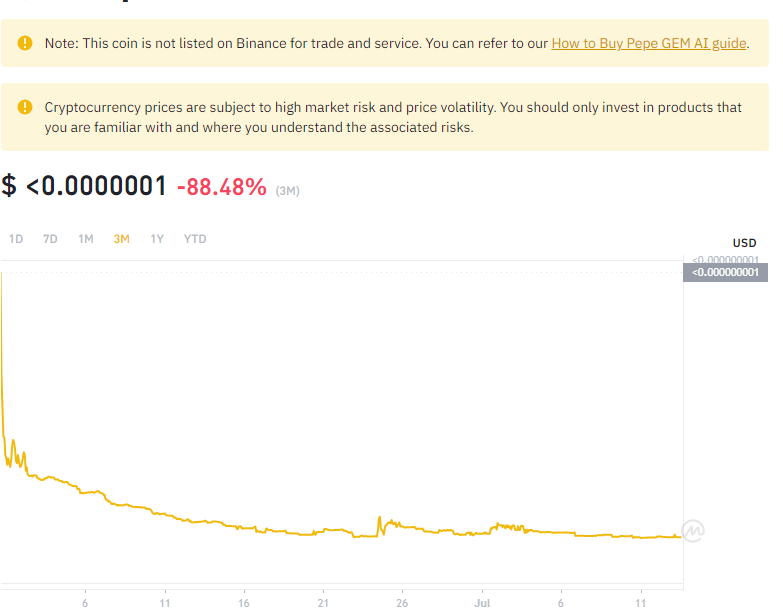 Note: This coin is not listed on Binance for trade and service. You can refer to our How to Buy Pepe GEM AI guide.
Cryptocurrency prices are subject to high market risk and price volatility. You should only invest in products that
you are familiar with and where you understand the associated risks.
$ <0.0000001 -88.48% (3M)
1D 7D 1M 3M 1Y YTD
USD
<0.000000001
<0.000000001
6 11 16 21 26 Jul 6 11